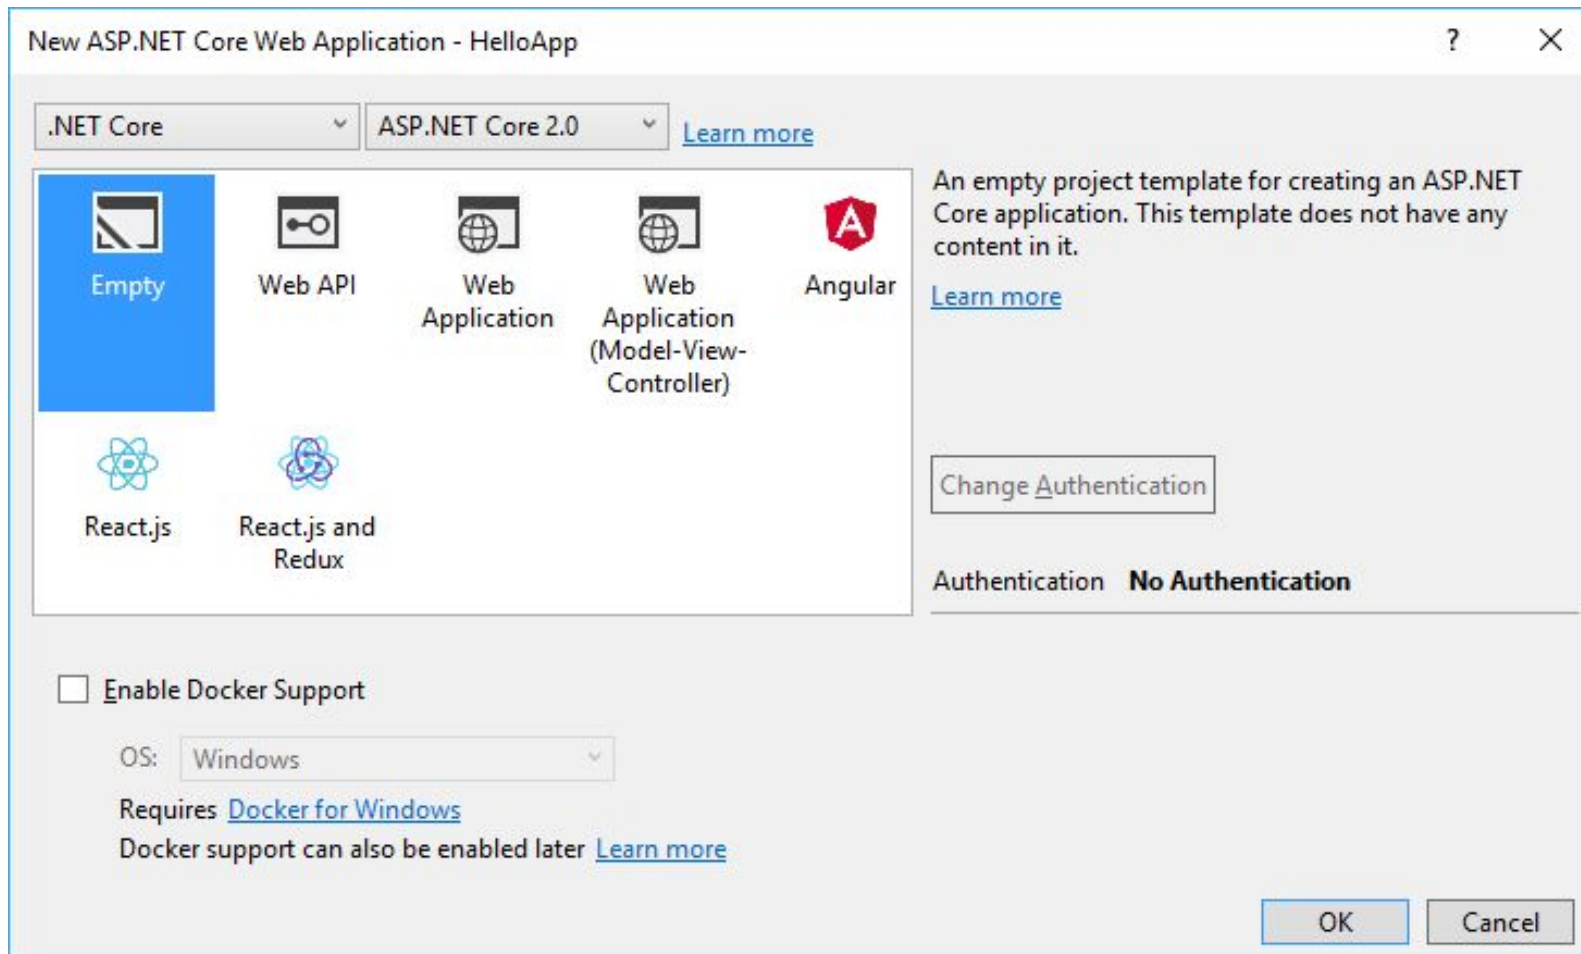 New ASP.NET Core Web Application - HelloApp
?
.NET Core
ASP.NET Core 2.0
Learn more
Empty
Web API
Web
Application
Web
Application
(Model-View-
Controller)
Angular
React.js
React.js and
Redux
An empty project template for creating an ASP.NET
Core application. This template does not have any
content in it.
Learn more
Change Authentication
Authentication No Authentication
Enable Docker Support
OS: Windows
Requires Docker for Windows
Docker support can also be enabled later Learn more
OK
Cancel